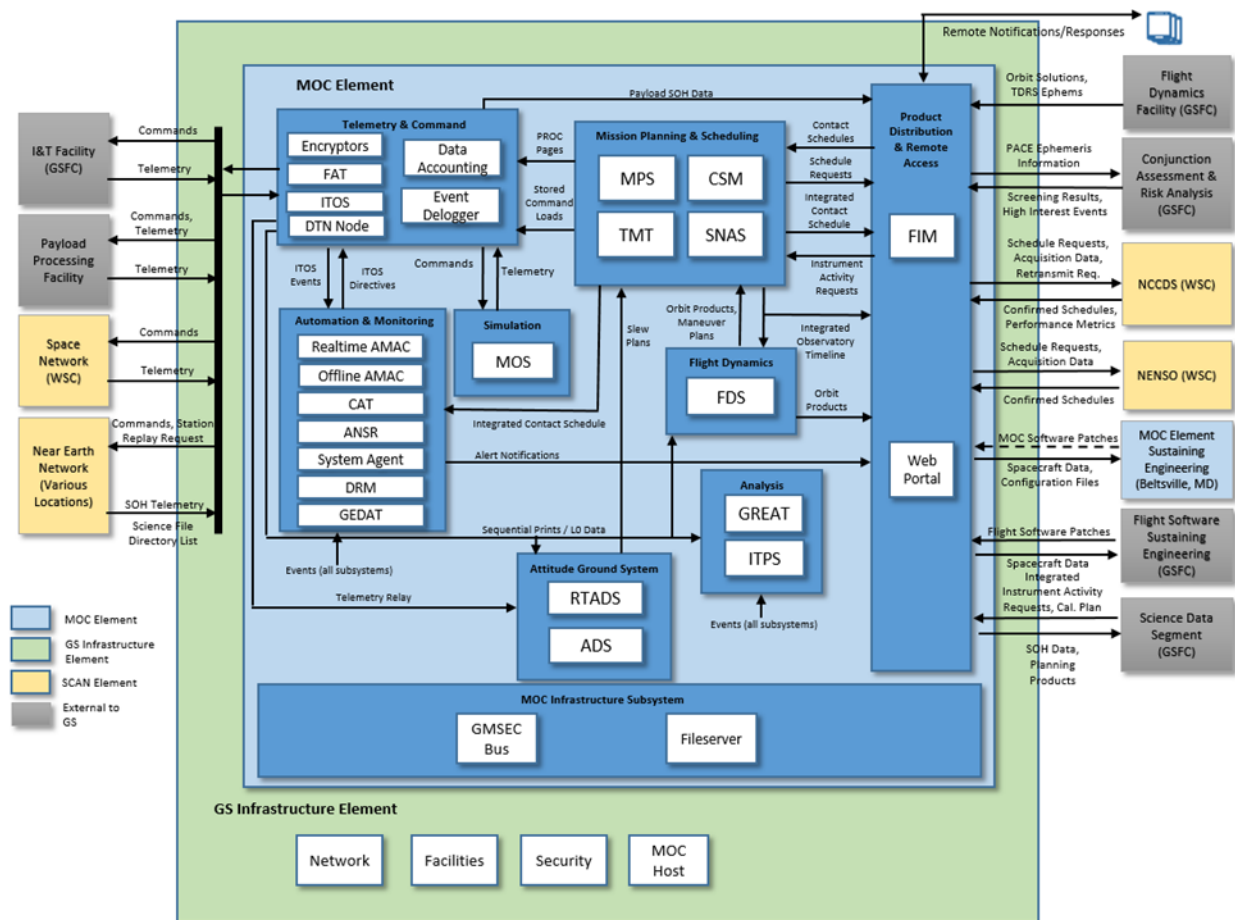 Remote Notifications/Responses
MOC Element
Payload SOH Data
Telemetry & Command
Encryptors
FAT
ITOS
DTN Node
Data
Accounting
Event
Delogger
PROC
Pages
Stored
Command
Loads
Mission Planning & Scheduling
MPS
CSM
TMT
SNAS
Contact
Schedules
Schedule
Requests
Integrated
Contact
Schedule
Instrument
Activity
Requests
Product
Distribution
& Remote
Access
FIM
Web
Portal
I&T Facility
(GSFC)
Commands
Telemetry
Payload
Processing
Facility
Commands,
Telemetry
Telemetry
Space
Network
(WSC)
Commands
Telemetry
Near Earth
Network
(Various
Locations)
Commands, Station
Replay Request
SOH Telemetry
Science File
Directory List
ITOS
Events
ITOS
Directives
Commands
Telemetry
Automation & Monitoring
Realtime AMAC
Offline AMAC
CAT
ANSR
System Agent
DRM
GEDAT
Simulation
MOS
Slew
Plans
Orbit Products,
Maneuver
Plans
Integrated
Observatory
Timeline
Flight Dynamics
FDS
Orbit
Products
Integrated Contact Schedule
Alert Notifications
Analysis
GREAT
ITPS
Sequential Prints / L0 Data
Events (all subsystems)
Telemetry Relay
Attitude Ground System
RTADS
ADS
Events (all subsystems)
Orbit Solutions,
TDRS Ephems
Flight
Dynamics
Facility (GSFC)
PACE Ephemeris
Information
Screening Results,
High Interest Events
Conjunction
Assessment &
Risk Analysis
(GSFC)
Schedule Requests,
Acquisition Data,
Retransmit Req.
Confirmed Schedules,
Performance Metrics
NCCDS (WSC)
Schedule Requests,
Acquisition Data
Confirmed Schedules
NENSO (WSC)
MOC Software Patches
Spacecraft Data,
Configuration Files
MOC Element
Sustaining
Engineering
(Beltsville, MD)
Flight Software Patches
Spacecraft Data
Flight Software
Sustaining
Engineering
(GSFC)
Integrated
Instrument Activity
Requests, Cal. Plan
SOH Data,
Planning
Products
Science Data
Segment
(GSFC)
MOC Element
GS Infrastructure
Element
SCAN Element
External to
GS
MOC Infrastructure Subsystem
GMSEC
Bus
Fileserver
GS Infrastructure Element
Network
Facilities
Security
MOC
Host